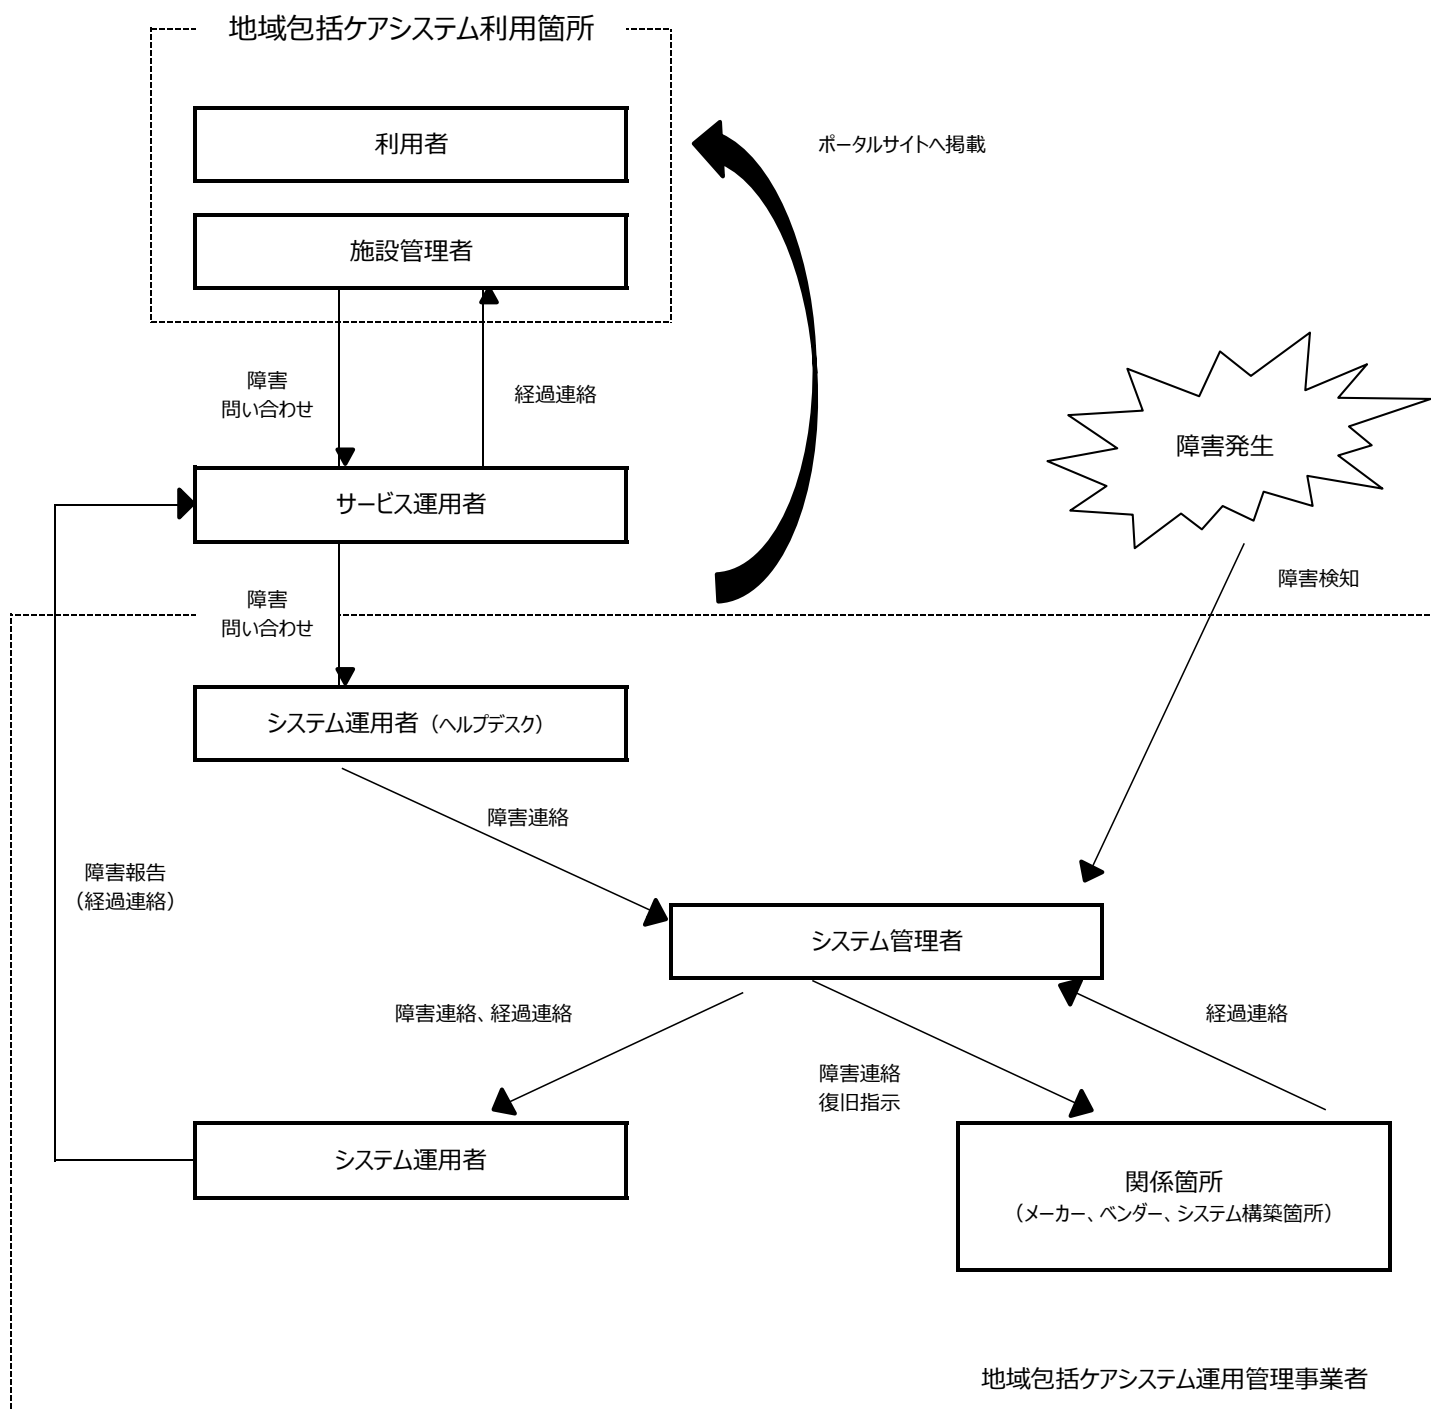 地域包括ケアシステム利用箇所
利用者
ポータルサイトへ掲載
施設管理者
障害
問い合わせ
経過連絡
障害発生
サービス運用者
障害検知
障害
問い合わせ
システム運用者（ヘルプデスク）
障害連絡
障害報告
（経過連絡）
システム管理者
障害連絡、経過連絡
経過連絡
障害連絡
復旧指示
システム運用者
関係箇所
（メーカー、ベンダー、システム構築箇所）
地域包括ケアシステム運用管理事業者